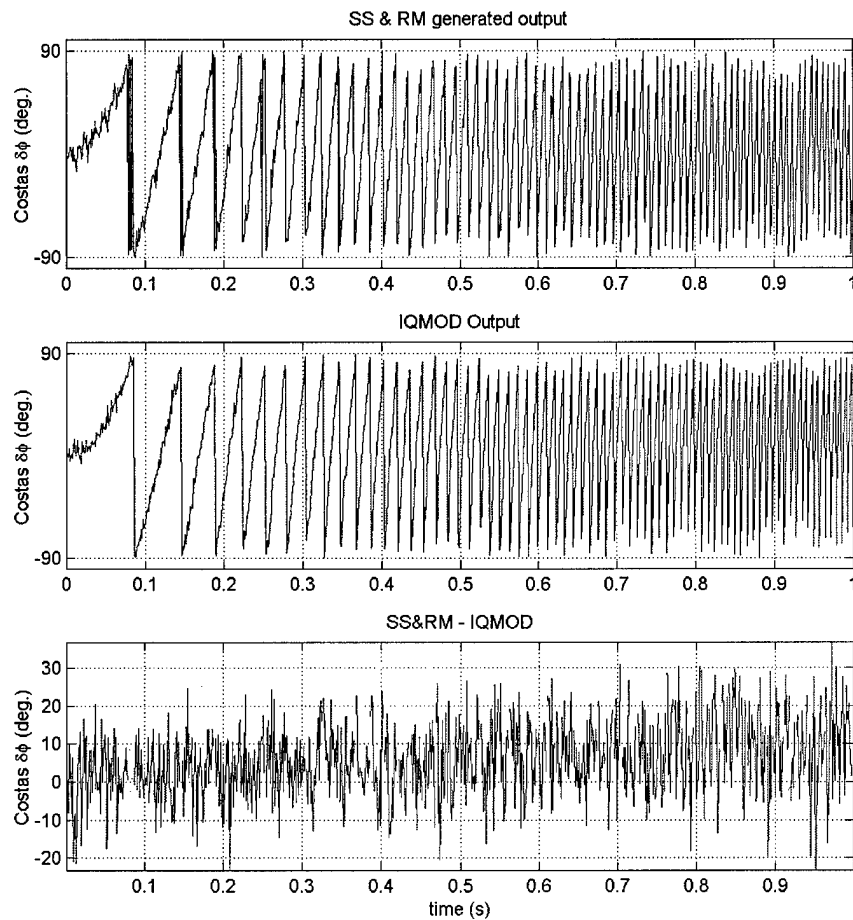 SS & RM generated output
90
Costas δϕ (deg.)
-90
0 0.1 0.2 0.3 0.4 0.5 0.6 0.7 0.8 0.9 1
IQMOD Output
90
Costas δϕ (deg.)
-90
0 0.1 0.2 0.3 0.4 0.5 0.6 0.7 0.8 0.9 1
SS&RM - IQMOD
30
20
10
0
-10
-20
Costas δϕ (deg.)
0.1 0.2 0.3 0.4 0.5 0.6 0.7 0.8 0.9
time (s)